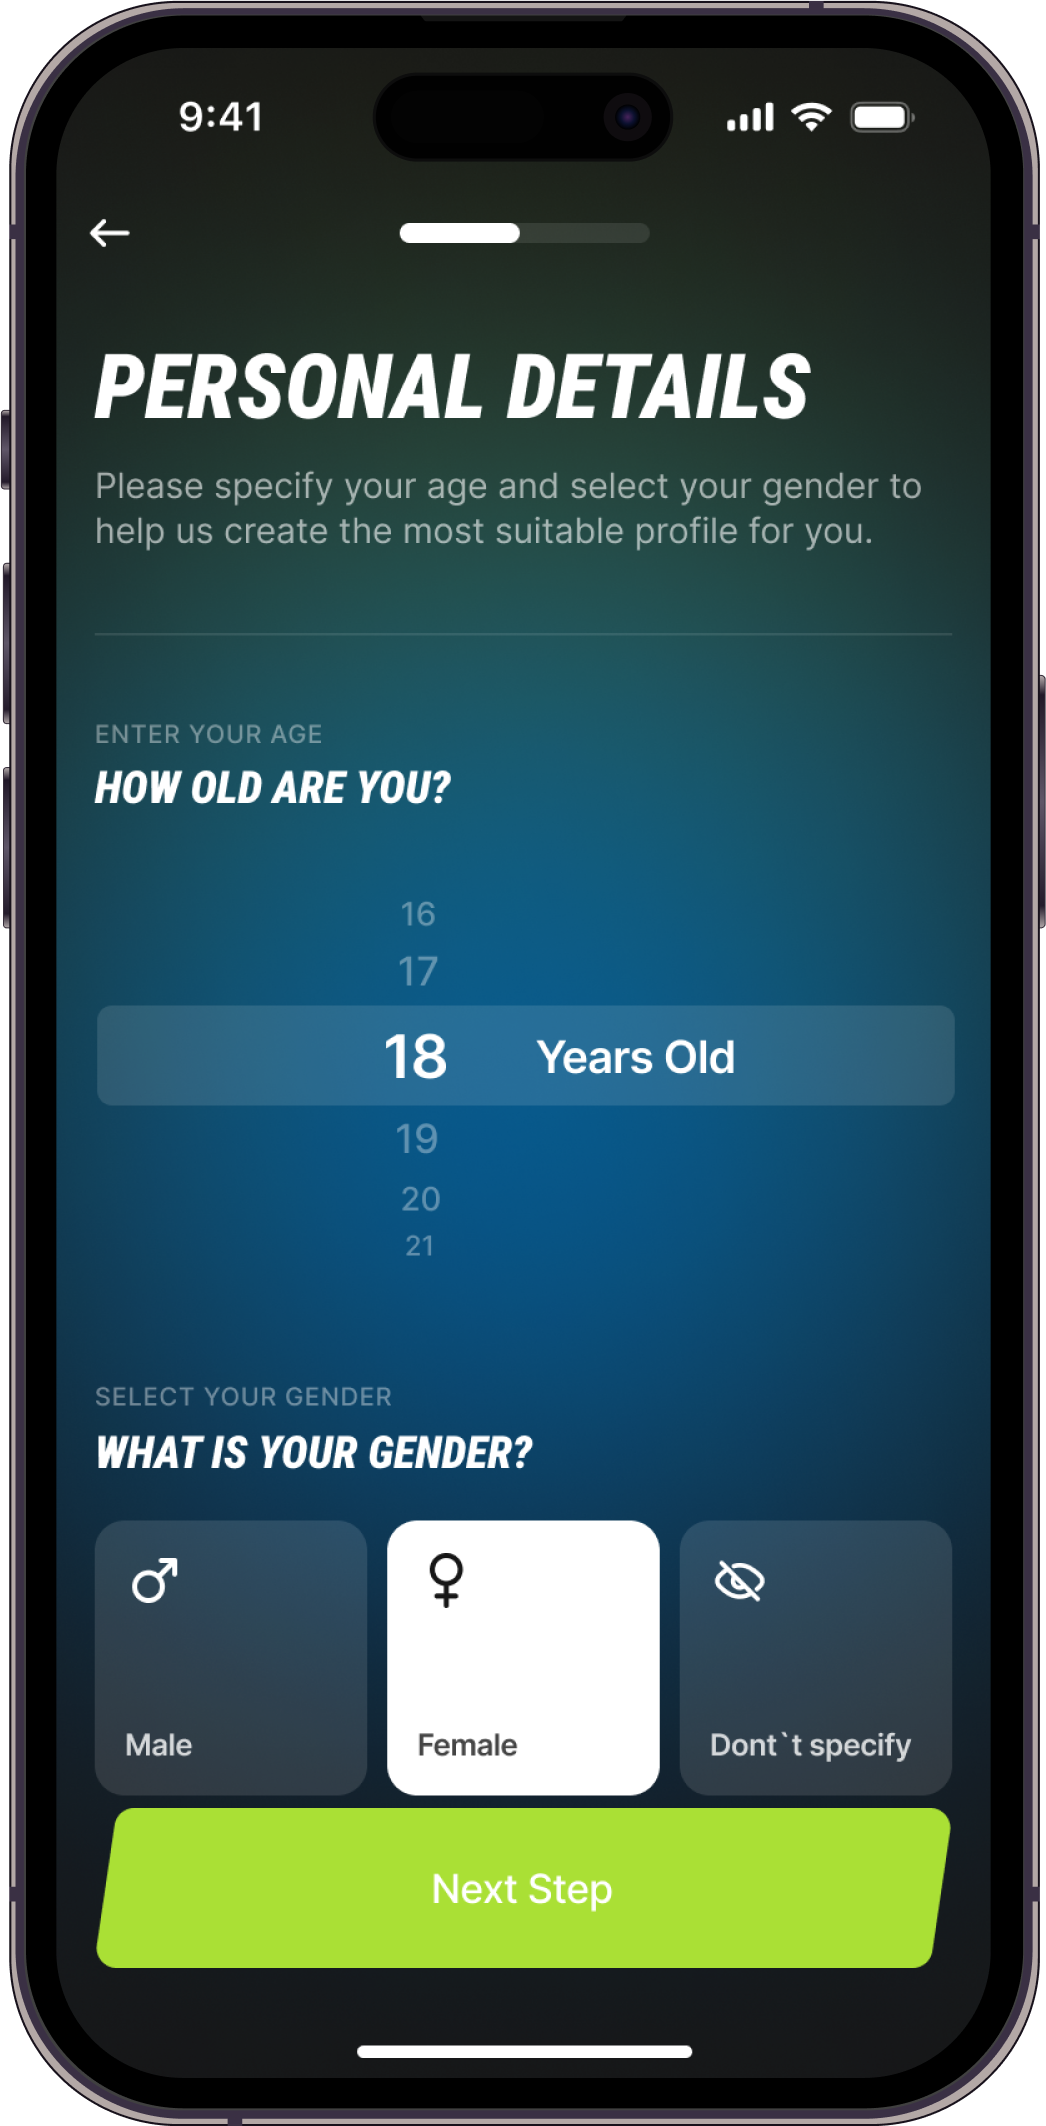 9:41
PERSONAL DETAILS
Please specify your age and select your gender to
help us create the most suitable profile for you.
ENTER YOUR AGE
HOW OLD ARE YOU?
16
17
18 Years Old
19
20
21
SELECT YOUR GENDER
WHAT IS YOUR GENDER?
Male Female Dont`t specify
Next Step